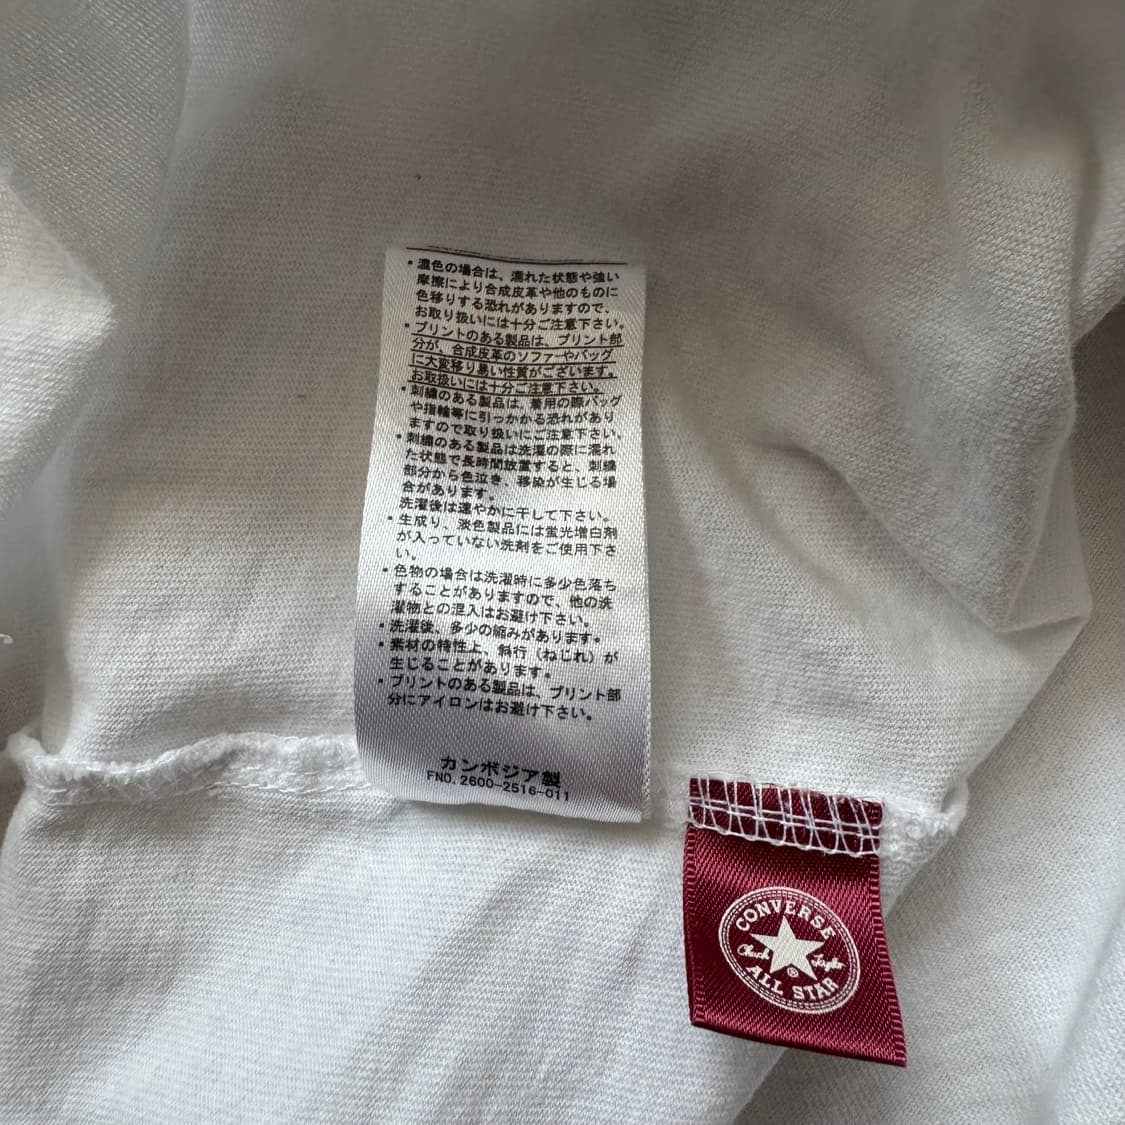 ・濃色の場合は、濡れた状態や強い
摩擦により合成皮革や他のものに
色移りする恐れがありますので、
お取り扱いには十分ご注意下さい。
・プリントのある製品は、プリント部
分が、合成皮革のソファーやバッグ
に大変移り易い性質がございます。
お取扱いには十分ご注意下さい。
・刺繍のある製品は、着用の際バッグ
や指輪等に引っかかる恐れがあり
ますので取り扱いにご注意下さい。
・刺繍のある製品は洗濯の際に濡れ
た状態で長時間放置すると、刺繍
部分から色泣き、移染が生じる場
合があります。
洗濯後は速やかに干して下さい。
・生成り、淡色製品には蛍光増白剤
が入っていない洗剤をご使用下さ
い。
・色物の場合は洗濯時に多少色落ち
することがありますので、他の洗
濯物との混入はお避け下さい。
・洗濯後、多少の縮みがあります。
・素材の特性上、斜行（ねじれ）が
生じることがあります。
・プリントのある製品は、プリント部
分にアイロンはお避け下さい。
カンボジア製
FNO. 2600-2516-011
CONVERSE
Chuck Taylor
®
ALL STAR